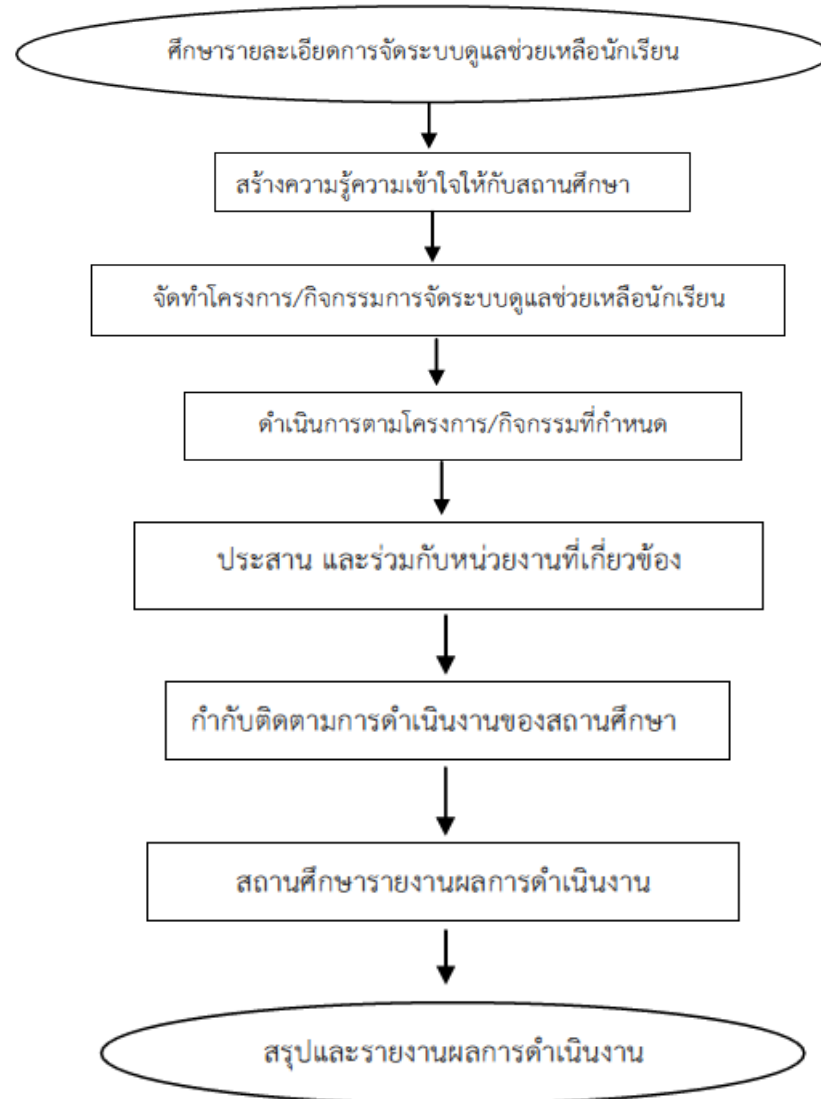 ศึกษารายละเอียดการจัดระบบดูแลช่วยเหลือนักเรียน
สร้างความรู้ความเข้าใจให้กับสถานศึกษา
จัดทำโครงการ/กิจกรรมการจัดระบบดูแลช่วยเหลือนักเรียน
ดำเนินการตามโครงการ/กิจกรรมที่กำหนด
ประสาน และร่วมกับหน่วยงานที่เกี่ยวข้อง
กำกับติดตามการดำเนินงานของสถานศึกษา
สถานศึกษารายงานผลการดำเนินงาน
สรุปและรายงานผลการดำเนินงาน